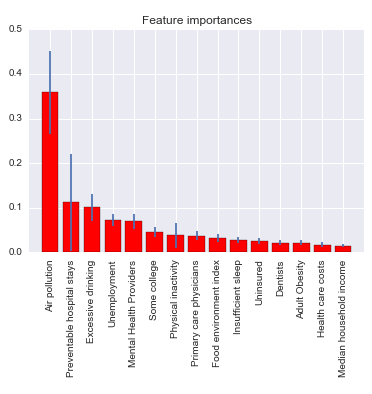 Feature importances
0.5
0.4
0.3
0.2
0.1
0.0
Air pollution
Preventable hospital stays
Excessive drinking
Unemployment
Mental Health Providers
Some college
Physical inactivity
Primary care physicians
Food environment index
Insufficient sleep
Uninsured
Dentists
Adult Obesity
Health care costs
Median household income